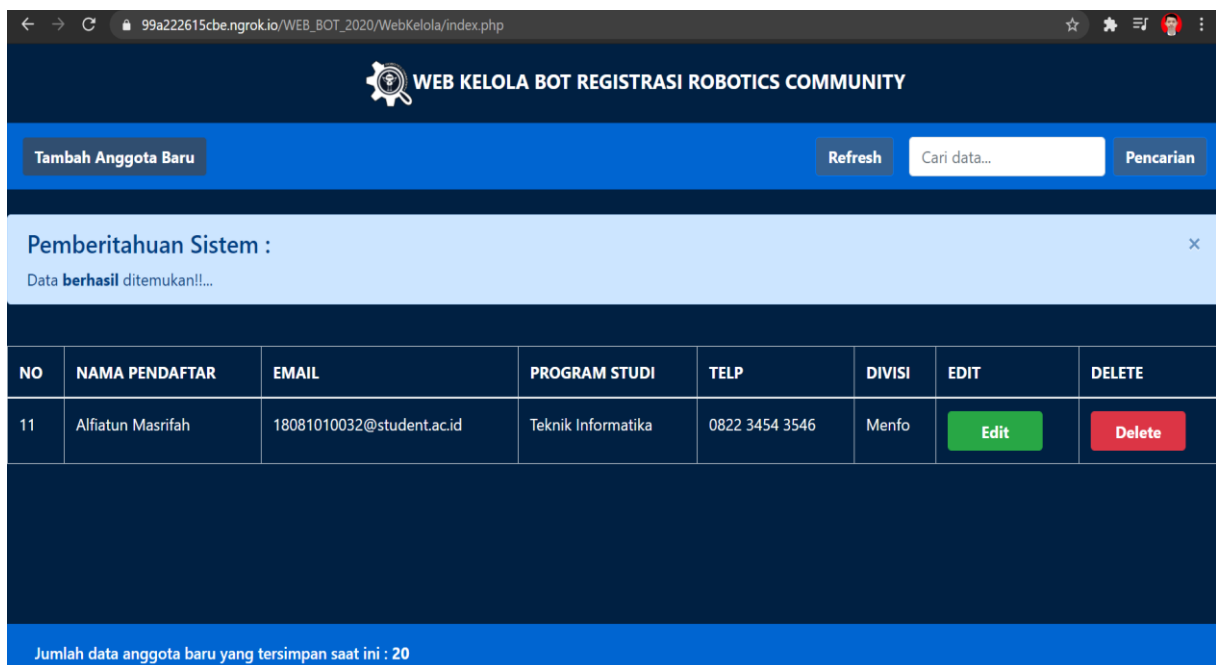 99a222615cbe.ngrok.io/WEB_BOT_2020/WebKelola/index.php
WEB KELOLA BOT REGISTRASI ROBOTICS COMMUNITY
Tambah Anggota Baru Refresh Cari data... Pencarian
Pemberitahuan Sistem : ×
Data berhasil ditemukan!!...
NO NAMA PENDAFTAR EMAIL PROGRAM STUDI TELP DIVISI EDIT DELETE
11 Alfiatun Masrifah 18081010032@student.ac.id Teknik Informatika 0822 3454 3546 Menfo Edit Delete
Jumlah data anggota baru yang tersimpan saat ini : 20